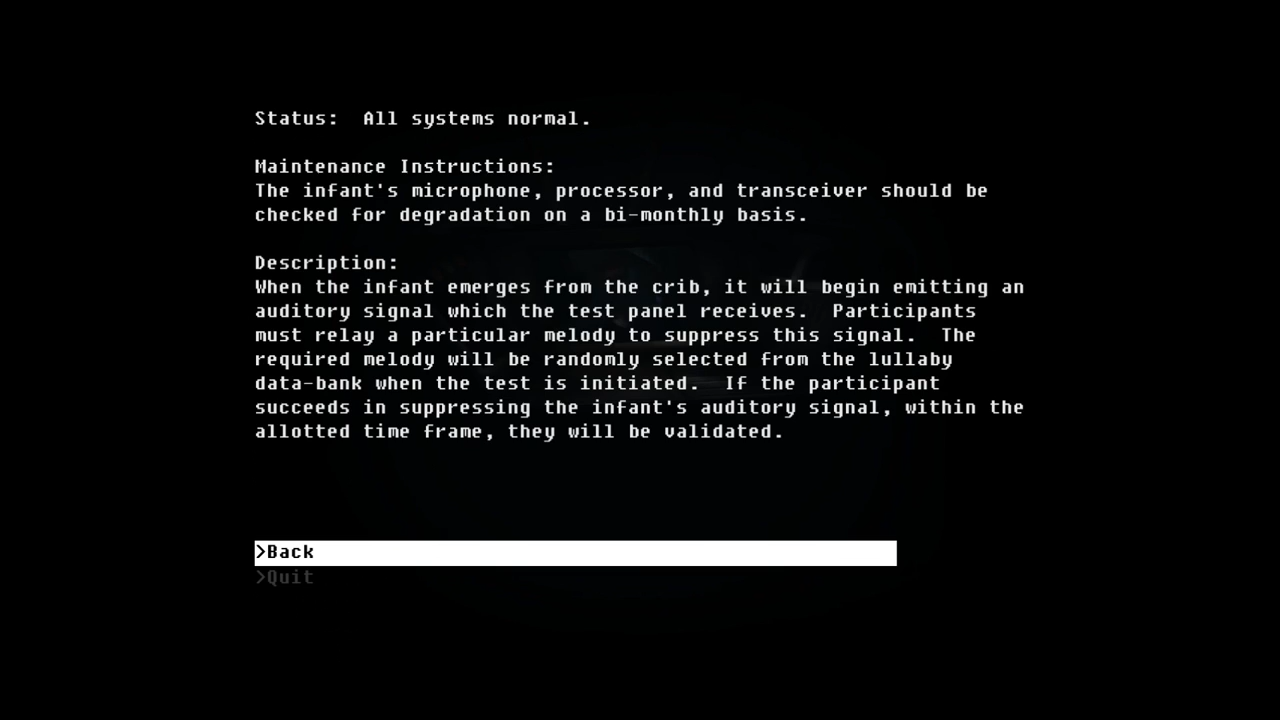 Status:  All systems normal.
Maintenance Instructions:
The infant's microphone, processor, and transceiver should be
checked for degradation on a bi-monthly basis.
Description:
When the infant emerges from the crib, it will begin emitting an
auditory signal which the test panel receives.  Participants
must relay a particular melody to suppress this signal.  The
required melody will be randomly selected from the lullaby
data-bank when the test is initiated.  If the participant
succeeds in suppressing the infant's auditory signal, within the
allotted time frame, they will be validated.
>Back
>Quit